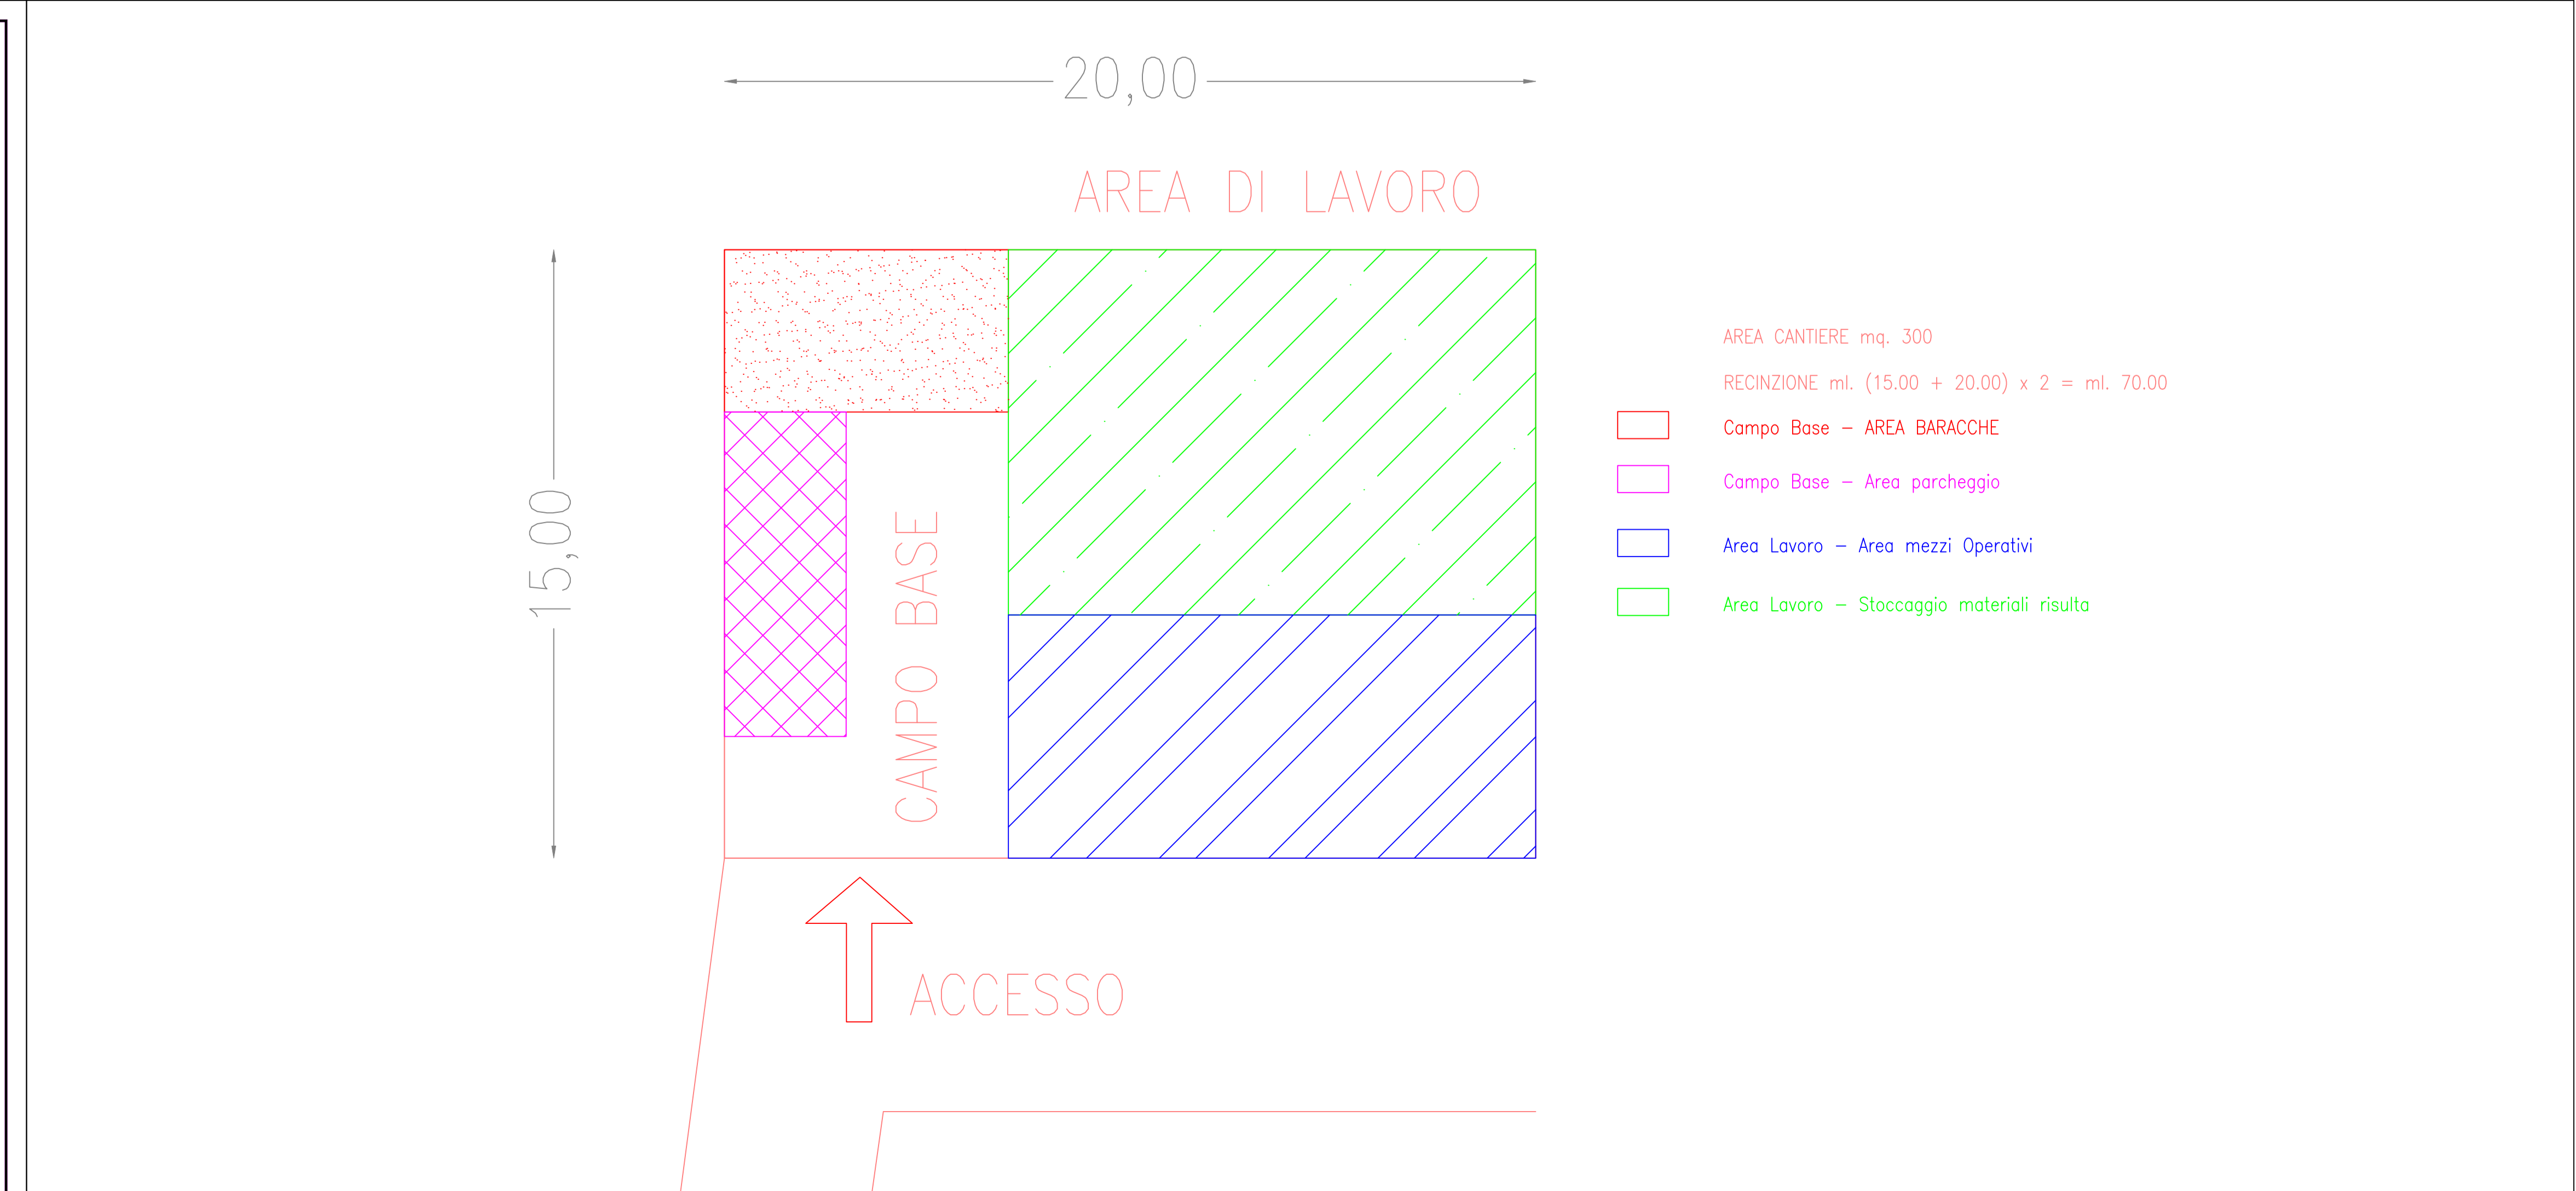 20,00
AREA DI LAVORO
AREA CANTIERE mq. 300
RECINZIONE ml. (15.00 + 20.00) x 2 = ml. 70.00
Campo Base - AREA BARACCHE
Campo Base - Area parcheggio
Area Lavoro - Area mezzi Operativi
Area Lavoro - Stoccaggio materiali risulta
15,00
CAMPO BASE
ACCESSO